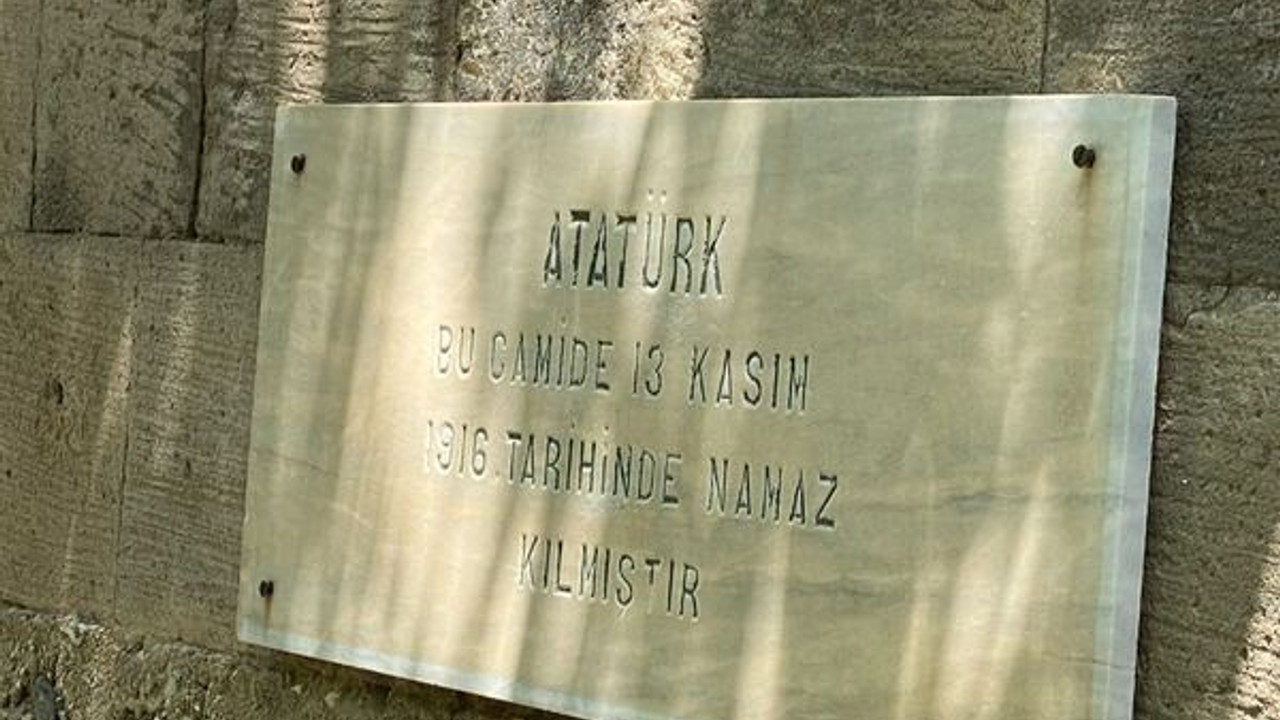 ATATÜRK
BU CAMİDE 13 KASIM
1916 TARİHİNDE NAMAZ
KILMIŞTIR